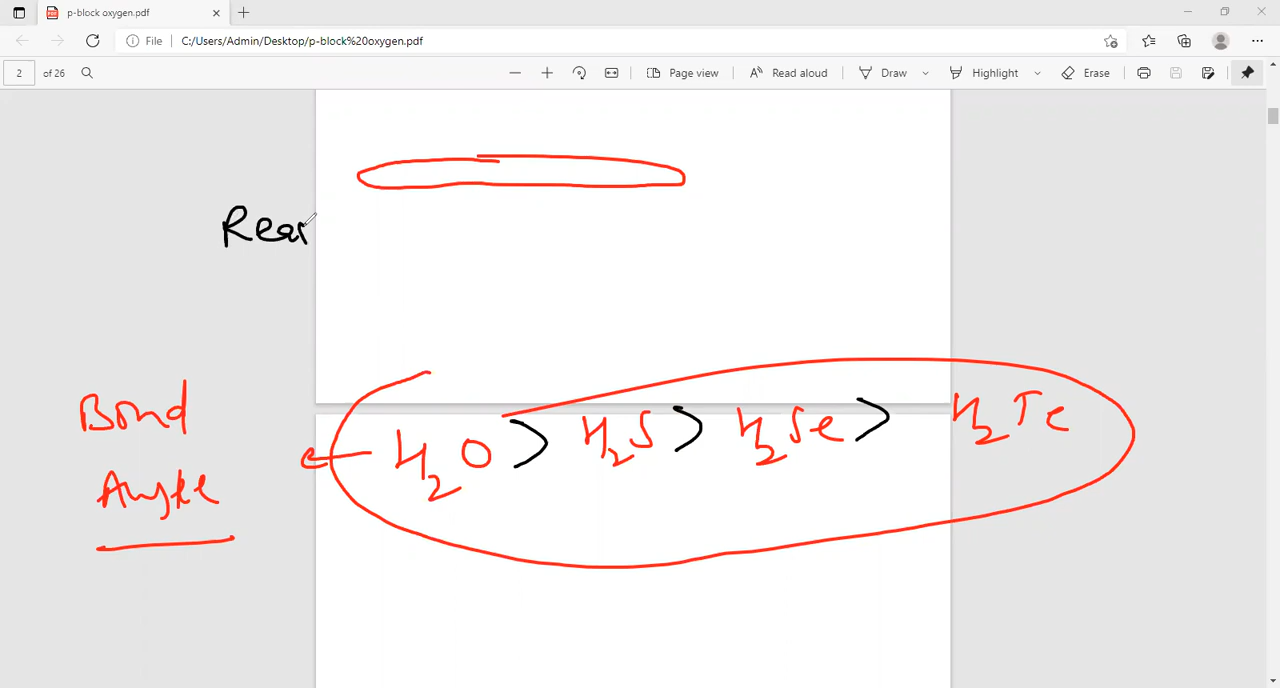 p-block oxygen.pdf
File C:/Users/Admin/Desktop/p-block%20oxygen.pdf
2 of 26 Page view Read aloud Draw Highlight Erase
Rear
Bond
Angle
H2O > H2S > H2Se > H2Te